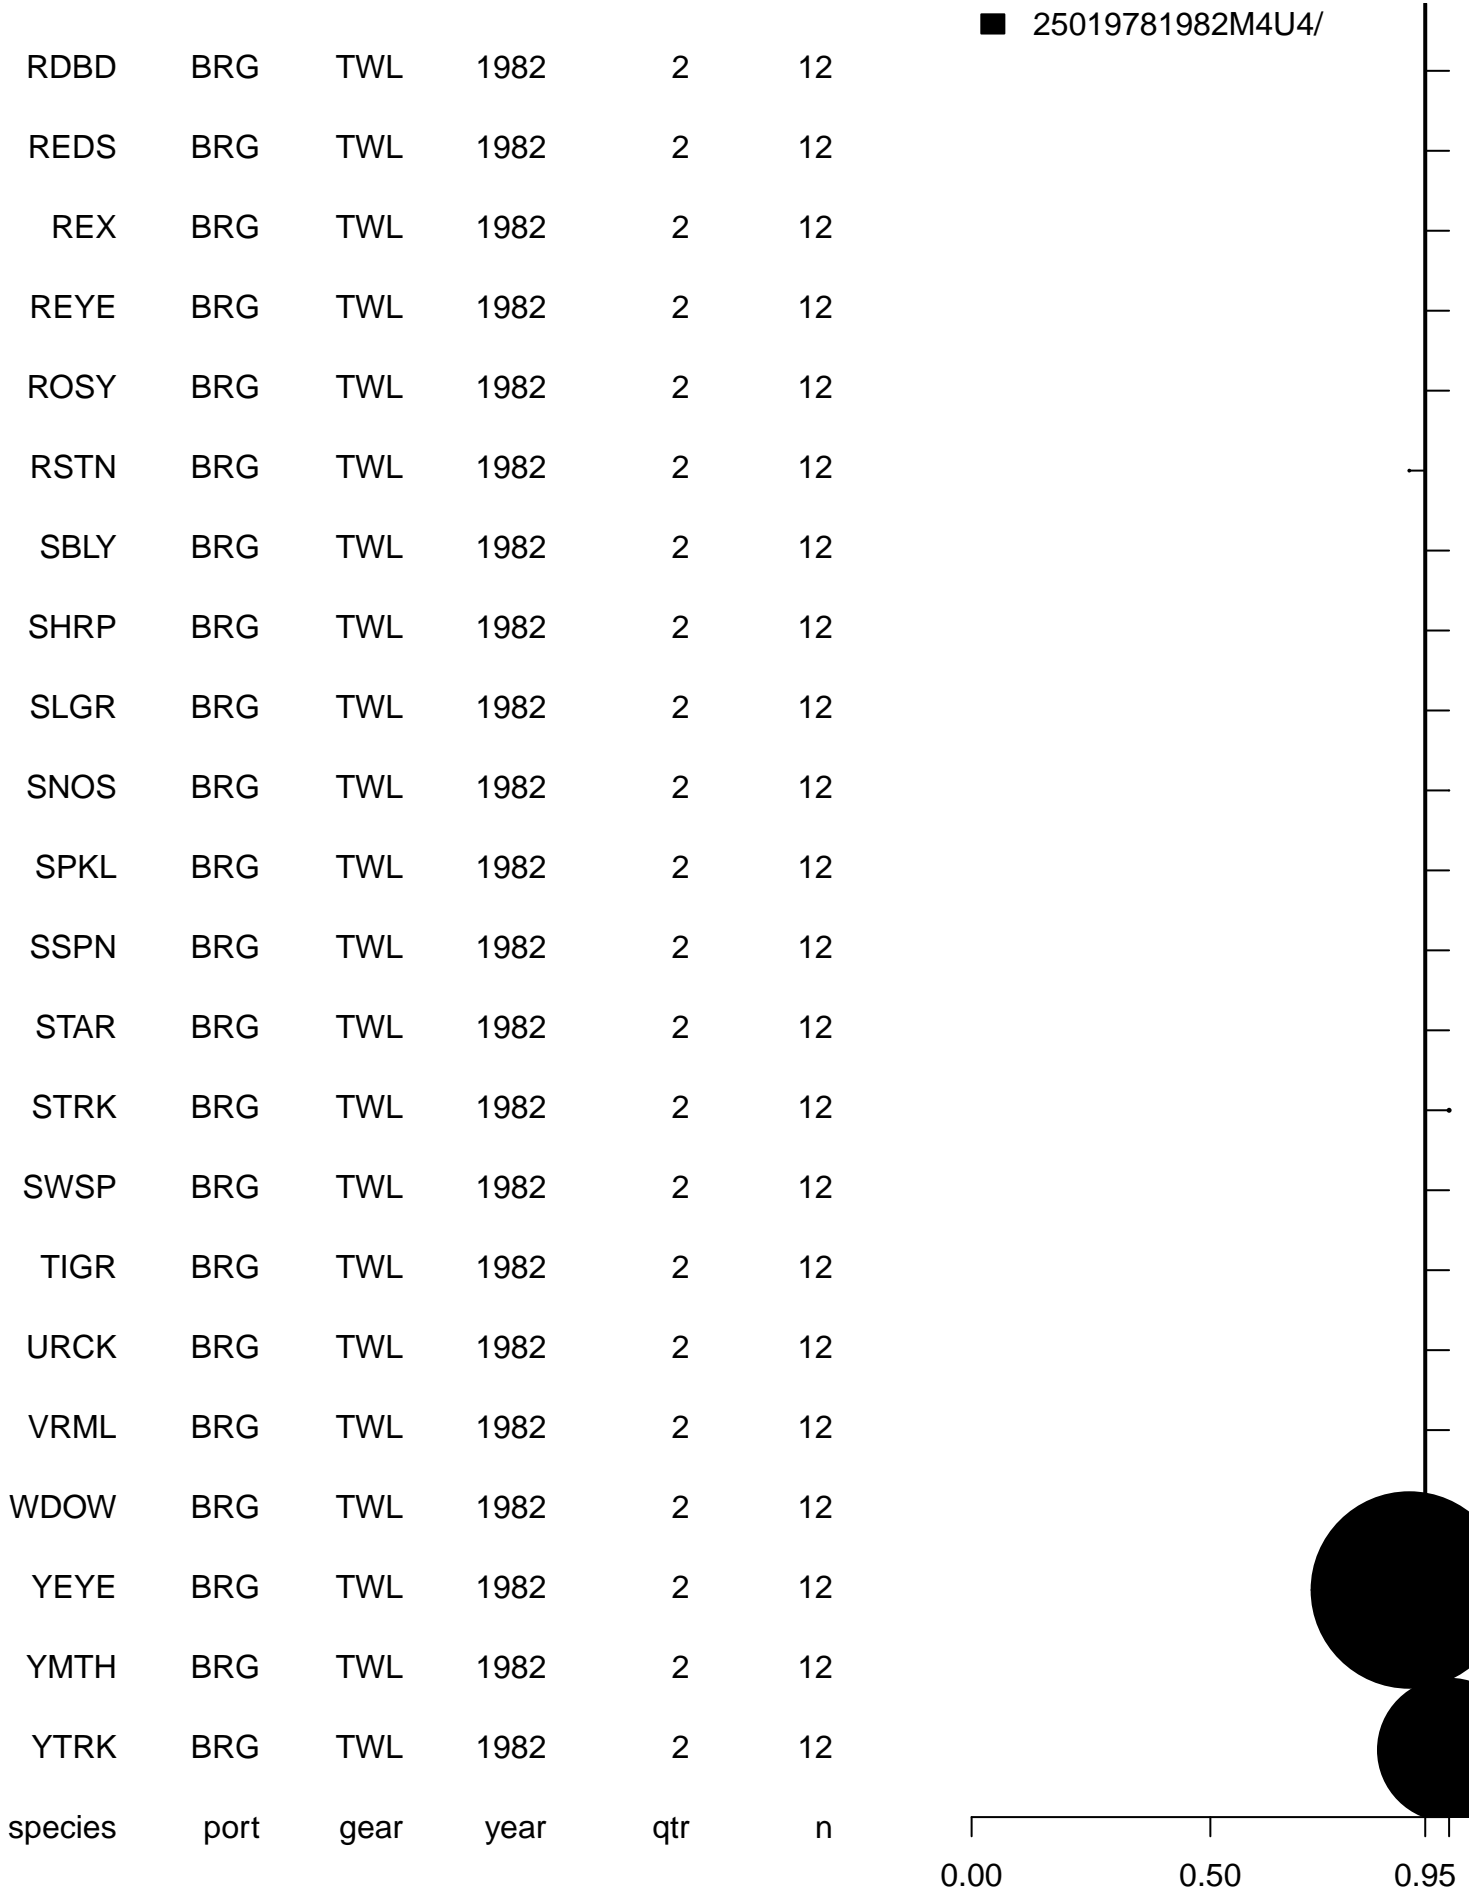 25019781982M4U4/
RDBD BRG TWL 1982 2 12
REDS BRG TWL 1982 2 12
REX BRG TWL 1982 2 12
REYE BRG TWL 1982 2 12
ROSY BRG TWL 1982 2 12
RSTN BRG TWL 1982 2 12
SBLY BRG TWL 1982 2 12
SHRP BRG TWL 1982 2 12
SLGR BRG TWL 1982 2 12
SNOS BRG TWL 1982 2 12
SPKL BRG TWL 1982 2 12
SSPN BRG TWL 1982 2 12
STAR BRG TWL 1982 2 12
STRK BRG TWL 1982 2 12
SWSP BRG TWL 1982 2 12
TIGR BRG TWL 1982 2 12
URCK BRG TWL 1982 2 12
VRML BRG TWL 1982 2 12
WDOW BRG TWL 1982 2 12
YEYE BRG TWL 1982 2 12
YMTH BRG TWL 1982 2 12
YTRK BRG TWL 1982 2 12
species port gear year qtr n
0.00 0.50 0.95